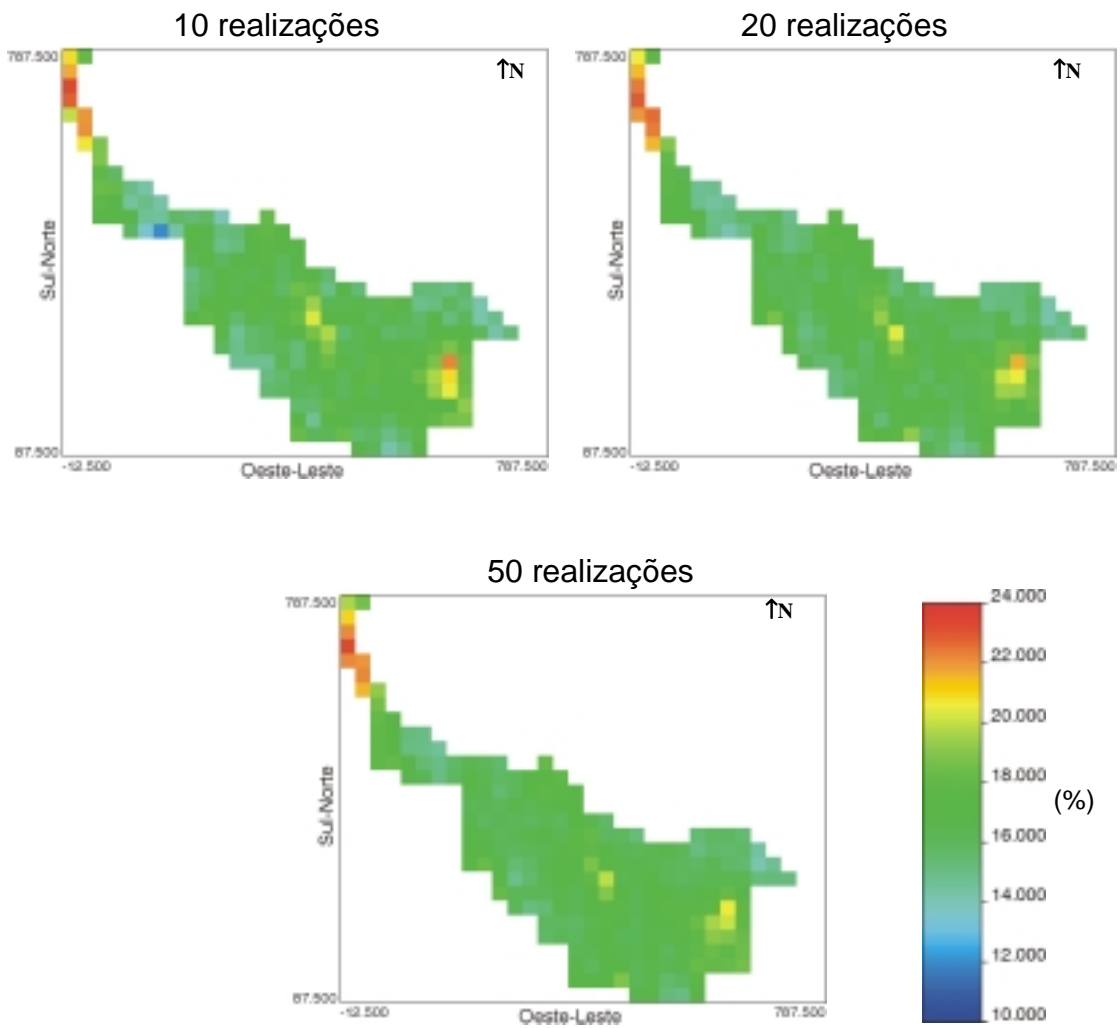 10 realizações
20 realizações
787.500
↑N
Sul-Norte
87.500
-12.500
Oeste-Leste
787.500
787.500
↑N
Sul-Norte
87.500
-12.500
Oeste-Leste
787.500
50 realizações
787.500
↑N
Sul-Norte
87.500
-12.500
Oeste-Leste
787.500
24.000
22.000
20.000
18.000
16.000
14.000
12.000
10.000
(%)